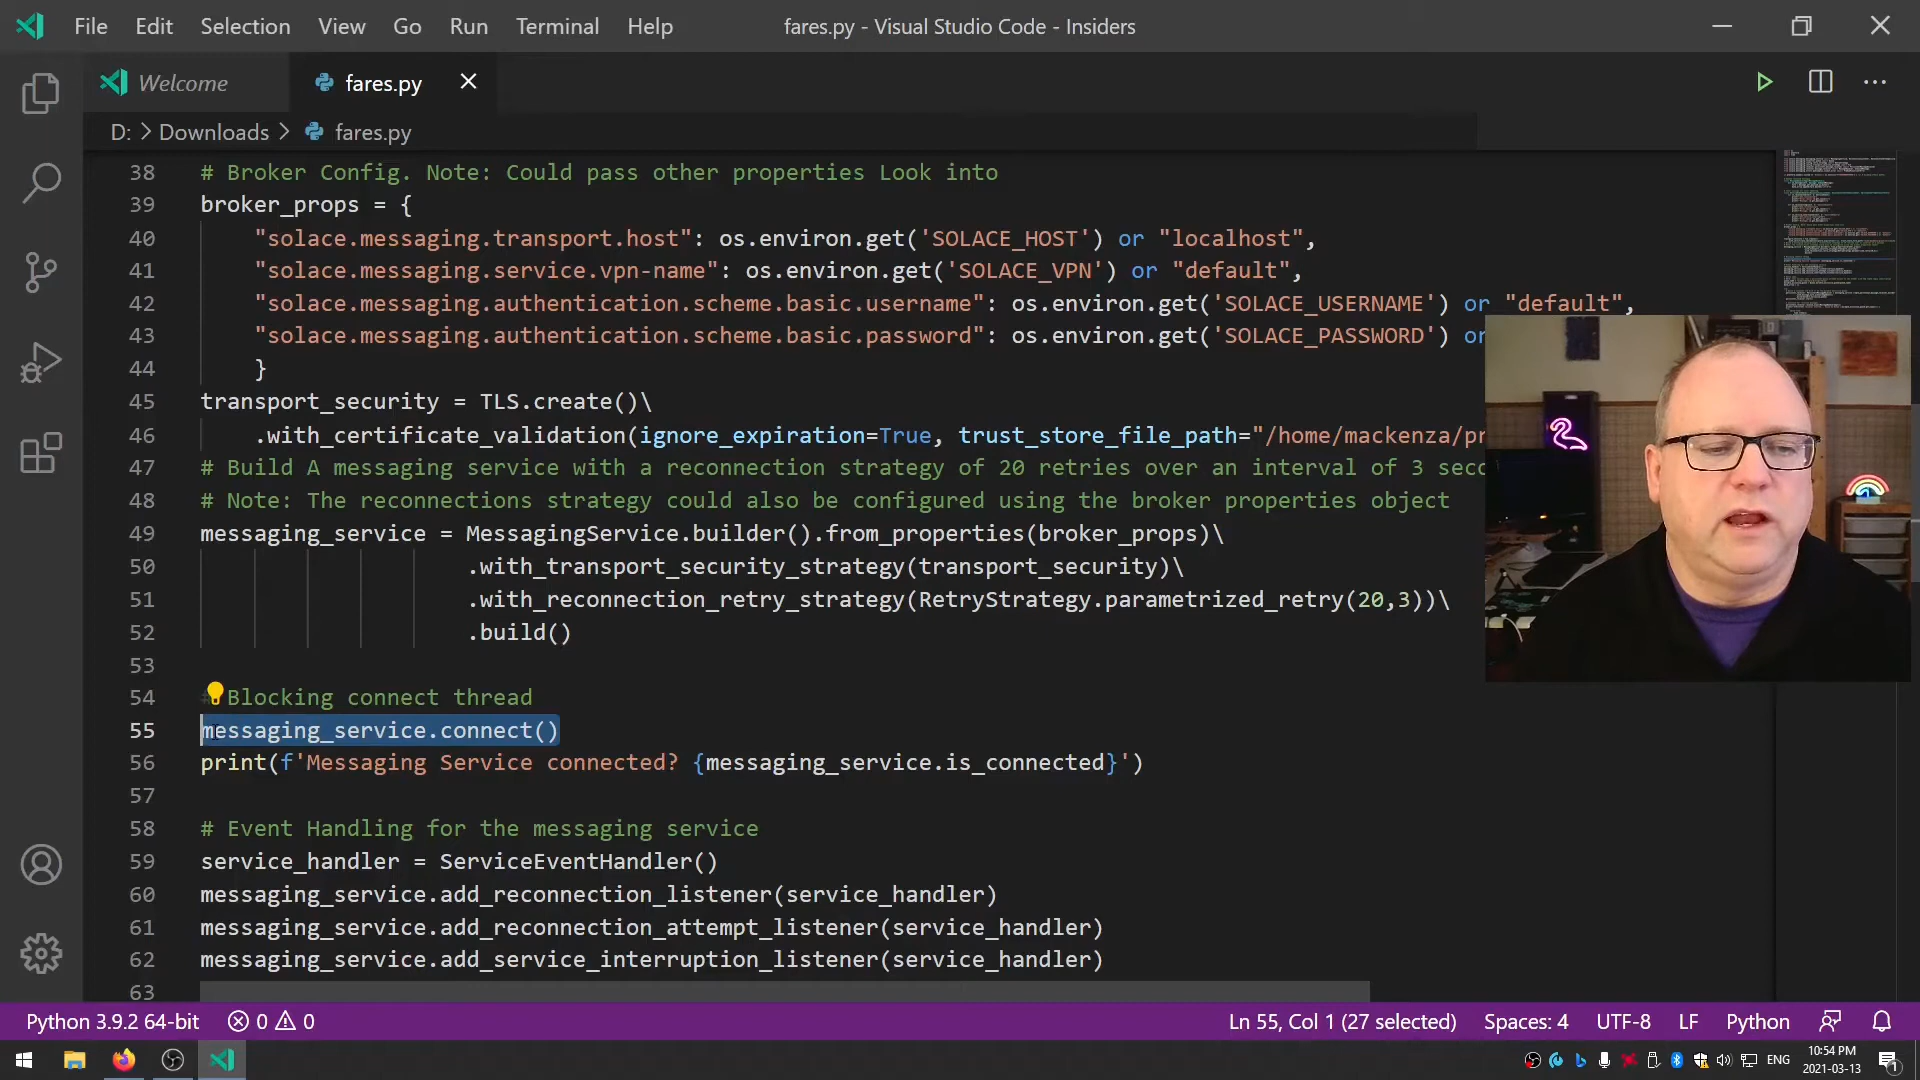 File Edit Selection View Go Run Terminal Help fares.py - Visual Studio Code - Insiders
Welcome fares.py
D: > Downloads > fares.py
38 # Broker Config. Note: Could pass other properties Look into
39 broker_props = {
40 "solace.messaging.transport.host": os.environ.get('SOLACE_HOST') or "localhost",
41 "solace.messaging.service.vpn-name": os.environ.get('SOLACE_VPN') or "default",
42 "solace.messaging.authentication.scheme.basic.username": os.environ.get('SOLACE_USERNAME') or "default",
43 "solace.messaging.authentication.scheme.basic.password": os.environ.get('SOLACE_PASSWORD') or
44 }
45 transport_security = TLS.create()\
46 .with_certificate_validation(ignore_expiration=True, trust_store_file_path="/home/mackenza/pr
47 # Build A messaging service with a reconnection strategy of 20 retries over an interval of 3 seco
48 # Note: The reconnections strategy could also be configured using the broker properties object
49 messaging_service = MessagingService.builder().from_properties(broker_props)\
50 .with_transport_security_strategy(transport_security)\
51 .with_reconnection_retry_strategy(RetryStrategy.parametrized_retry(20,3))\
52 .build()
53
54 # Blocking connect thread
55 messaging_service.connect()
56 print(f'Messaging Service connected? {messaging_service.is_connected}')
57
58 # Event Handling for the messaging service
59 service_handler = ServiceEventHandler()
60 messaging_service.add_reconnection_listener(service_handler)
61 messaging_service.add_reconnection_attempt_listener(service_handler)
62 messaging_service.add_service_interruption_listener(service_handler)
63
Python 3.9.2 64-bit 0 0 Ln 55, Col 1 (27 selected) Spaces: 4 UTF-8 LF Python
ENG 10:54 PM
2021-03-13 1